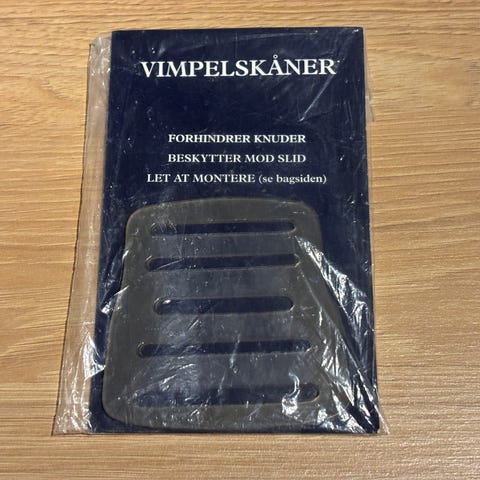 VIMPELSKÅNER
FORHINDRER KNUDER
BESKYTTER MOD SLID
LET AT MONTERE (se bagsiden)